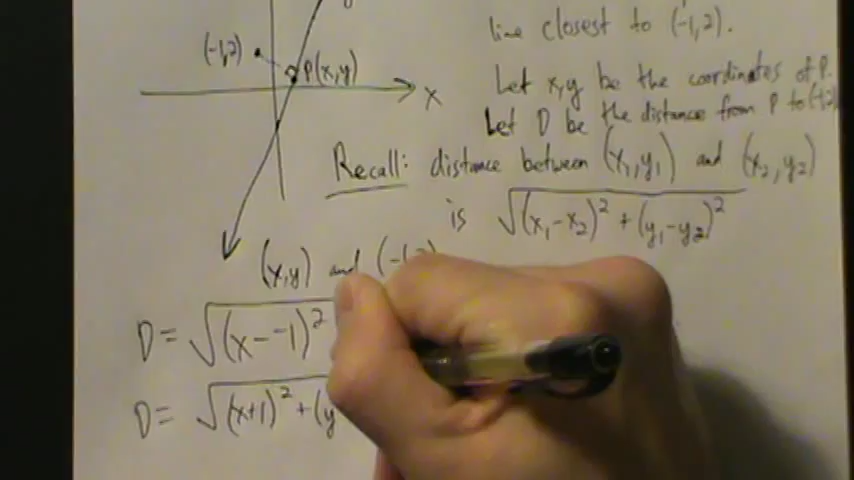 line closest to (-1,2).
(-1,2)
P(x,y)
x
Let x,y be the coordinates of P.
Let D be the distance from P to (-1,2)
Recall: distance between (x₁,y₁) and (x₂,y₂)
is √(x₁-x₂)² + (y₁-y₂)²
(x,y) and (-1,2)
D = √(x--1)²
D = √(x+1)² + (y